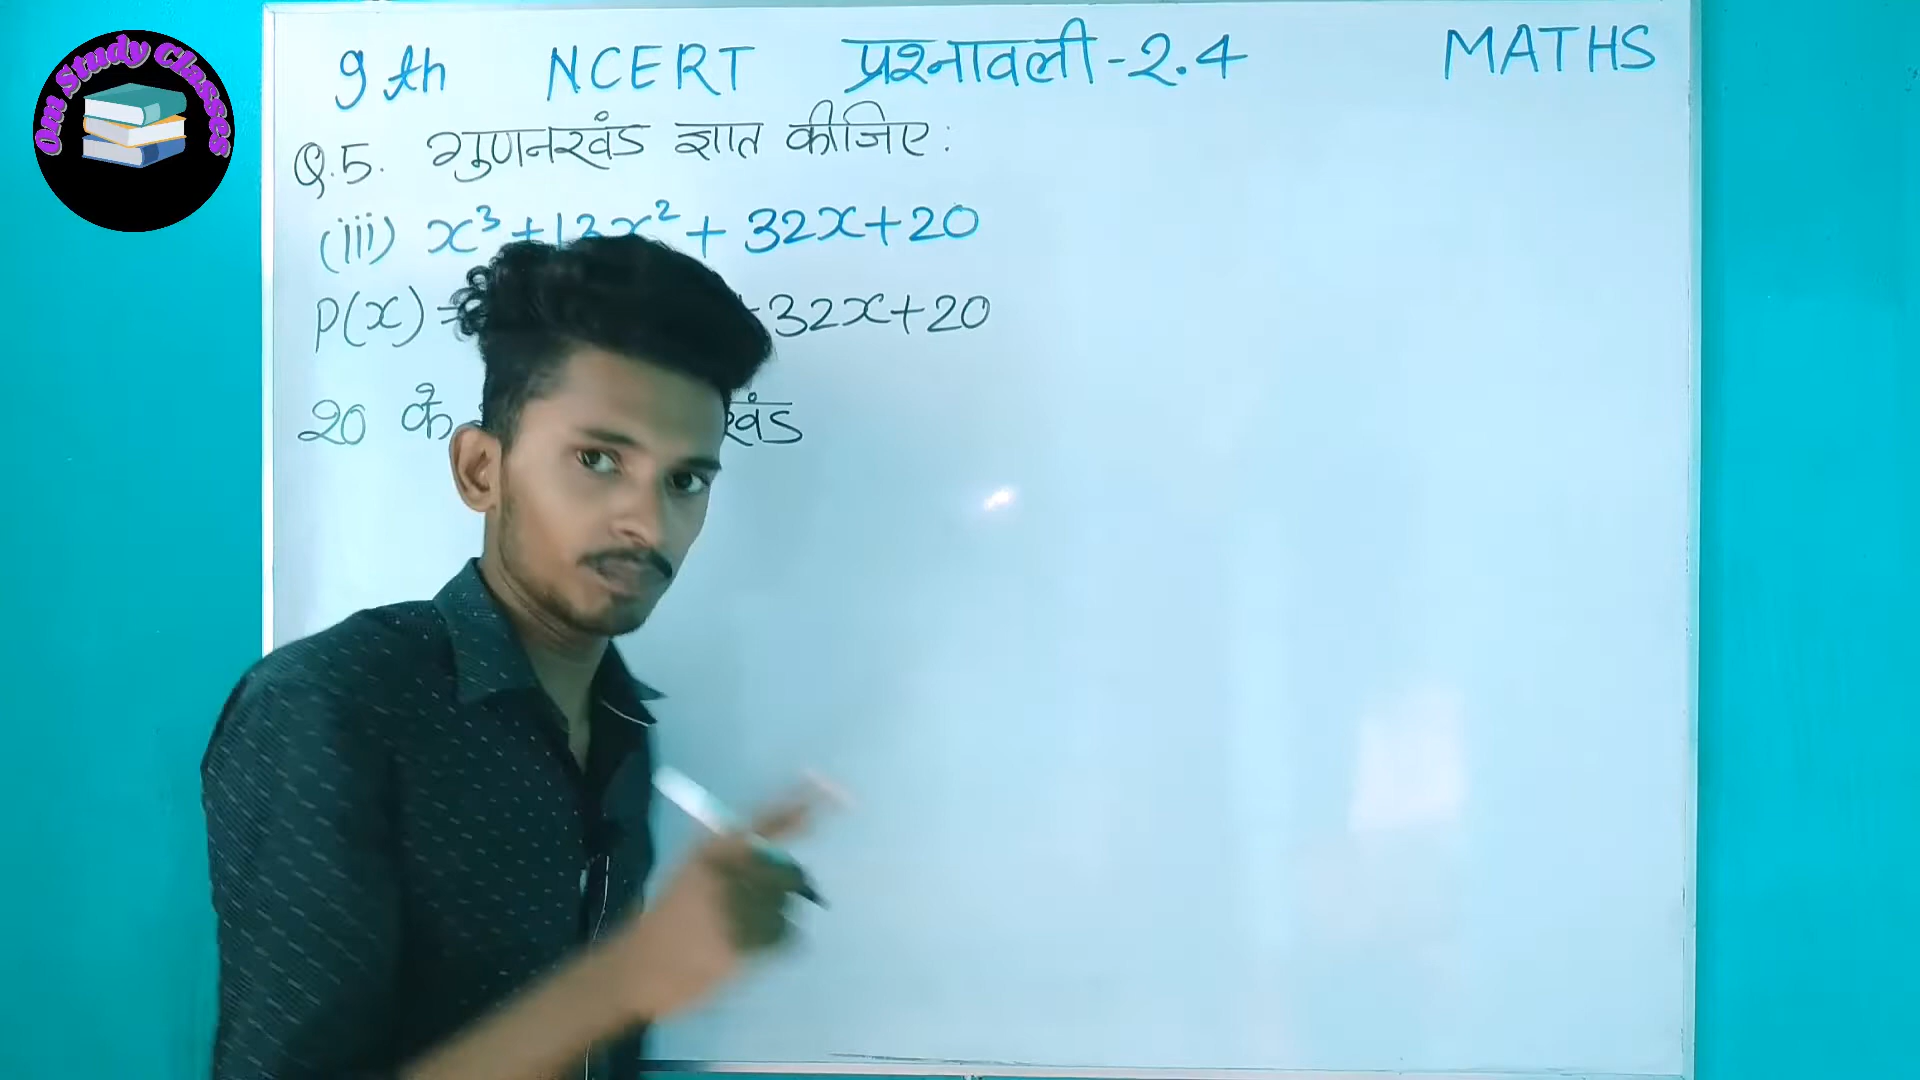 Om Study Classes
9th NCERT प्रश्नावली-2.4 MATHS
Q.5. गुणनखंड ज्ञात कीजिए:
(iii) x³+13x²+32x+20
P(x)= 32x+20
20 के